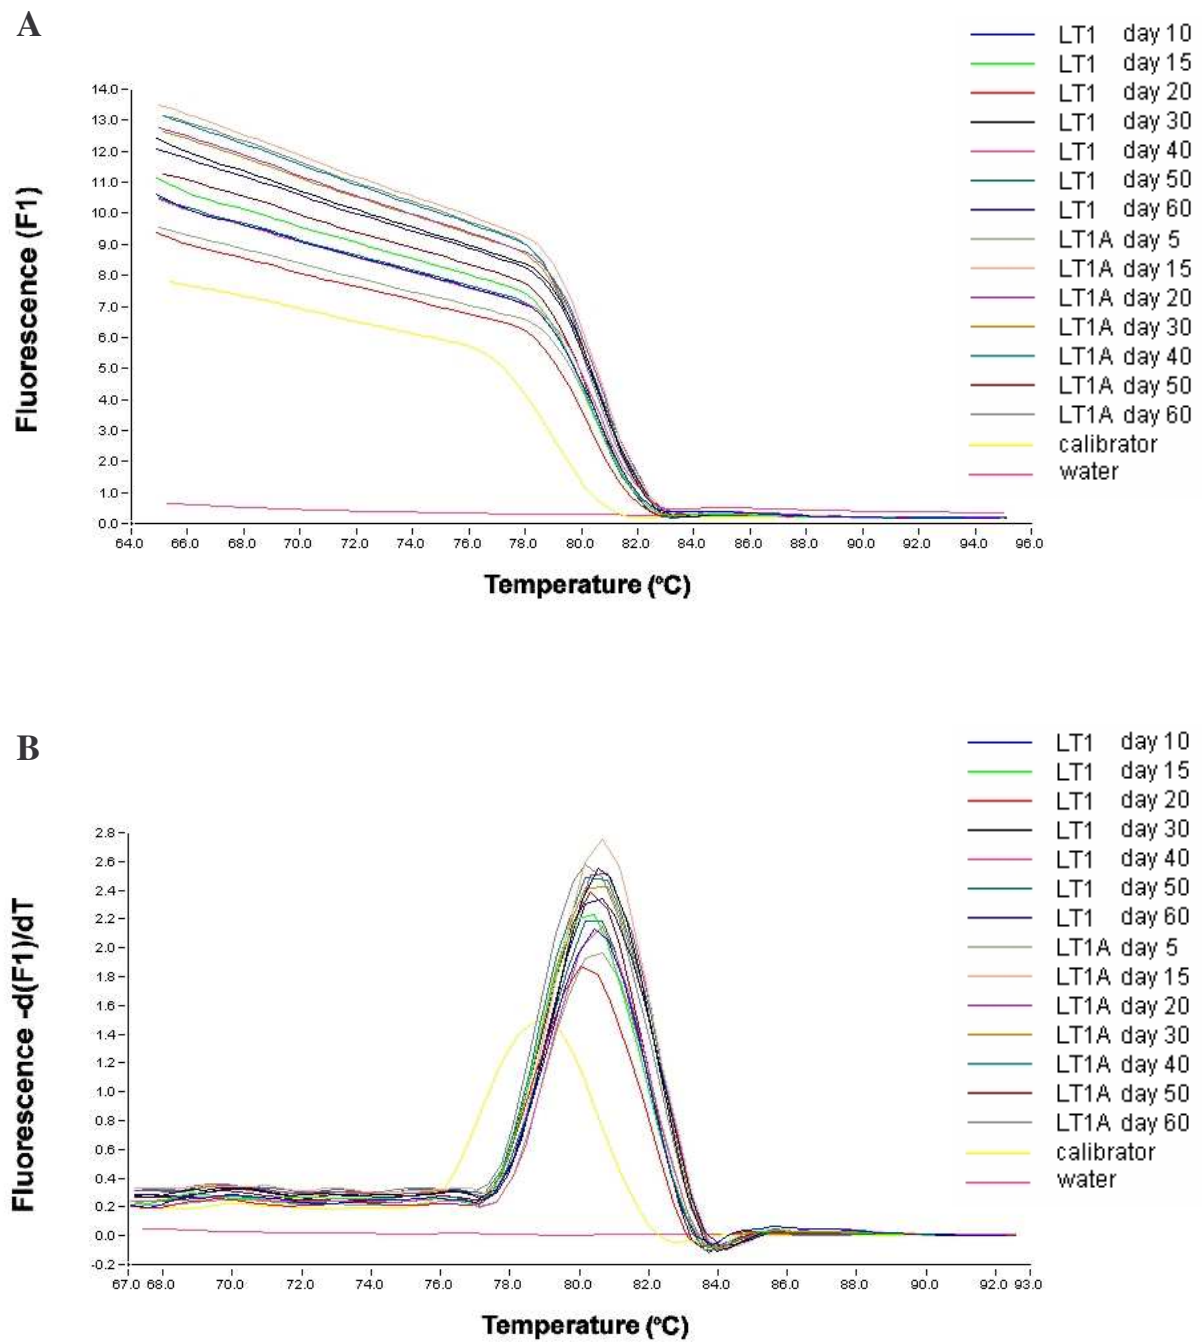 A
LT1 day 10
LT1 day 15
LT1 day 20
LT1 day 30
LT1 day 40
LT1 day 50
LT1 day 60
LT1A day 5
LT1A day 15
LT1A day 20
LT1A day 30
LT1A day 40
LT1A day 50
LT1A day 60
calibrator
water
Fluorescence (F1)
14.0
13.0
12.0
11.0
10.0
9.0
8.0
7.0
6.0
5.0
4.0
3.0
2.0
1.0
0.0
64.0 66.0 68.0 70.0 72.0 74.0 76.0 78.0 80.0 82.0 84.0 86.0 88.0 90.0 92.0 94.0 96.0
Temperature (°C)
B
LT1 day 10
LT1 day 15
LT1 day 20
LT1 day 30
LT1 day 40
LT1 day 50
LT1 day 60
LT1A day 5
LT1A day 15
LT1A day 20
LT1A day 30
LT1A day 40
LT1A day 50
LT1A day 60
calibrator
water
Fluorescence -d(F1)/dT
2.8
2.6
2.4
2.2
2.0
1.8
1.6
1.4
1.2
1.0
0.8
0.6
0.4
0.2
0.0
-0.2
67.0 68.0 70.0 72.0 74.0 76.0 78.0 80.0 82.0 84.0 86.0 88.0 90.0 92.0 93.0
Temperature (°C)